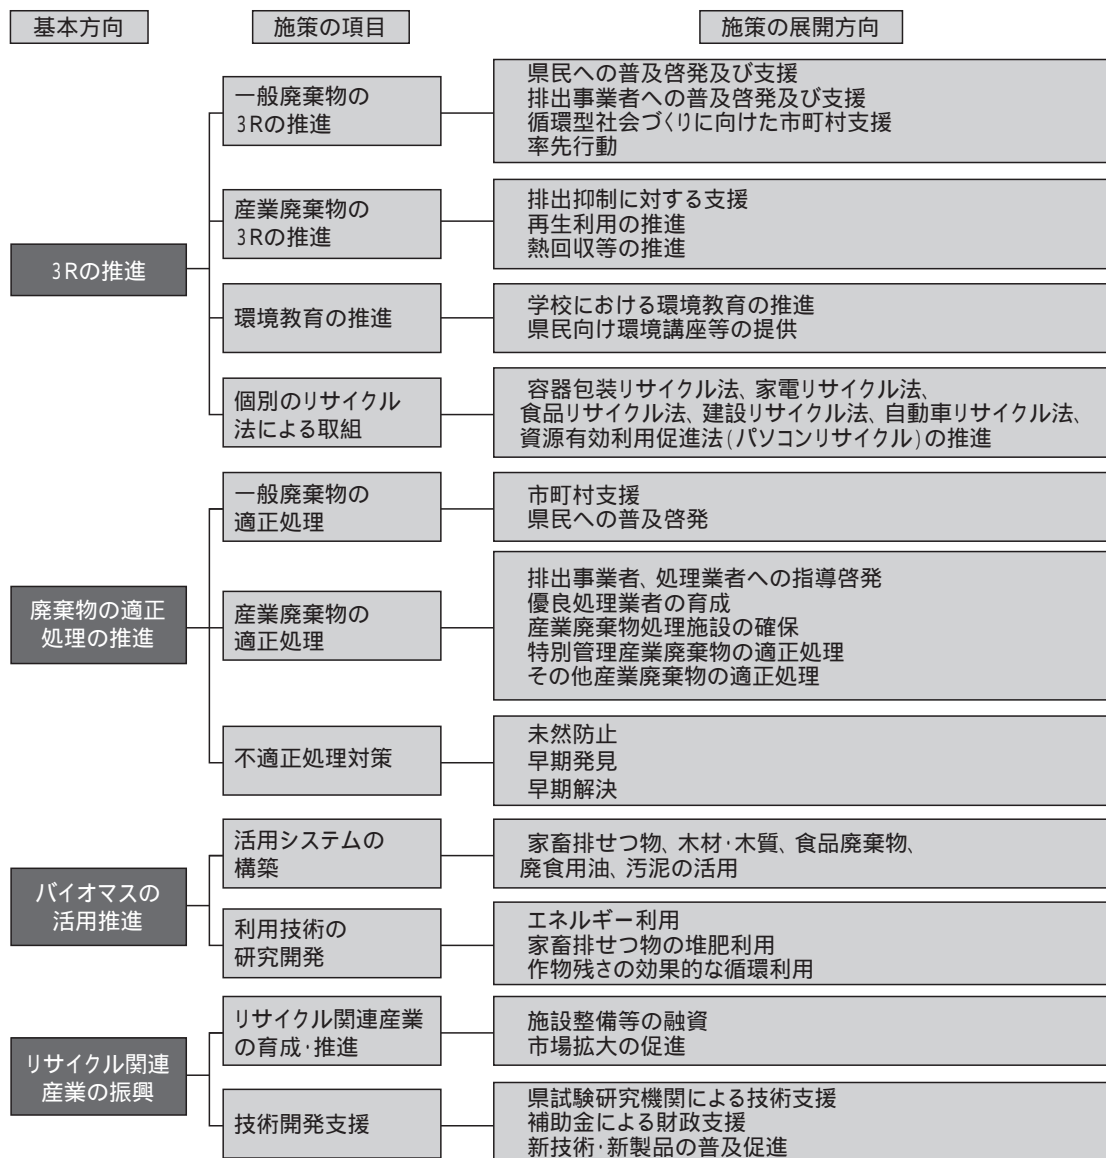 基本方向
施策の項目
施策の展開方向
3Rの推進
一般廃棄物の
3Rの推進
県民への普及啓発及び支援
排出事業者への普及啓発及び支援
循環型社会づくりに向けた市町村支援
率先行動
産業廃棄物の
3Rの推進
排出抑制に対する支援
再生利用の推進
熱回収等の推進
環境教育の推進
学校における環境教育の推進
県民向け環境講座等の提供
個別のリサイクル
法による取組
容器包装リサイクル法、家電リサイクル法、
食品リサイクル法、建設リサイクル法、自動車リサイクル法、
資源有効利用促進法(パソコンリサイクル)の推進
廃棄物の適正
処理の推進
一般廃棄物の
適正処理
市町村支援
県民への普及啓発
産業廃棄物の
適正処理
排出事業者、処理業者への指導啓発
優良処理業者の育成
産業廃棄物処理施設の確保
特別管理産業廃棄物の適正処理
その他産業廃棄物の適正処理
不適正処理対策
未然防止
早期発見
早期解決
バイオマスの
活用推進
活用システムの
構築
家畜排せつ物、木材・木質、食品廃棄物、
廃食用油、汚泥の活用
利用技術の
研究開発
エネルギー利用
家畜排せつ物の堆肥利用
作物残さの効果的な循環利用
リサイクル関連
産業の振興
リサイクル関連産業
の育成・推進
施設整備等の融資
市場拡大の促進
技術開発支援
県試験研究機関による技術支援
補助金による財政支援
新技術・新製品の普及促進